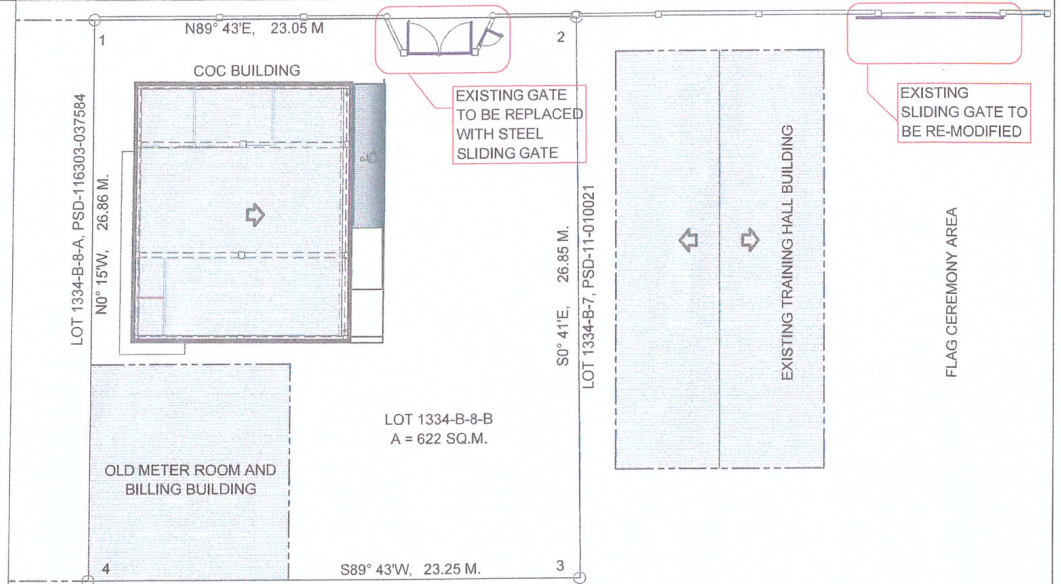 N89° 43'E, 23.05 M
1
2
COC BUILDING
EXISTING GATE
TO BE REPLACED
WITH STEEL
SLIDING GATE
EXISTING
SLIDING GATE TO
BE RE-MODIFIED
LOT 1334-B-8-A, PSD-116303-037584
N0° 15'W, 26.86 M.
S0° 41'E, 26.85 M.
LOT 1334-B-7, PSD-11-010021
EXISTING TRAINING HALL BUILDING
FLAG CEREMONY AREA
LOT 1334-B-8-B
A = 622 SQ.M.
OLD METER ROOM AND
BILLING BUILDING
4
S89° 43'W, 23.25 M.
3